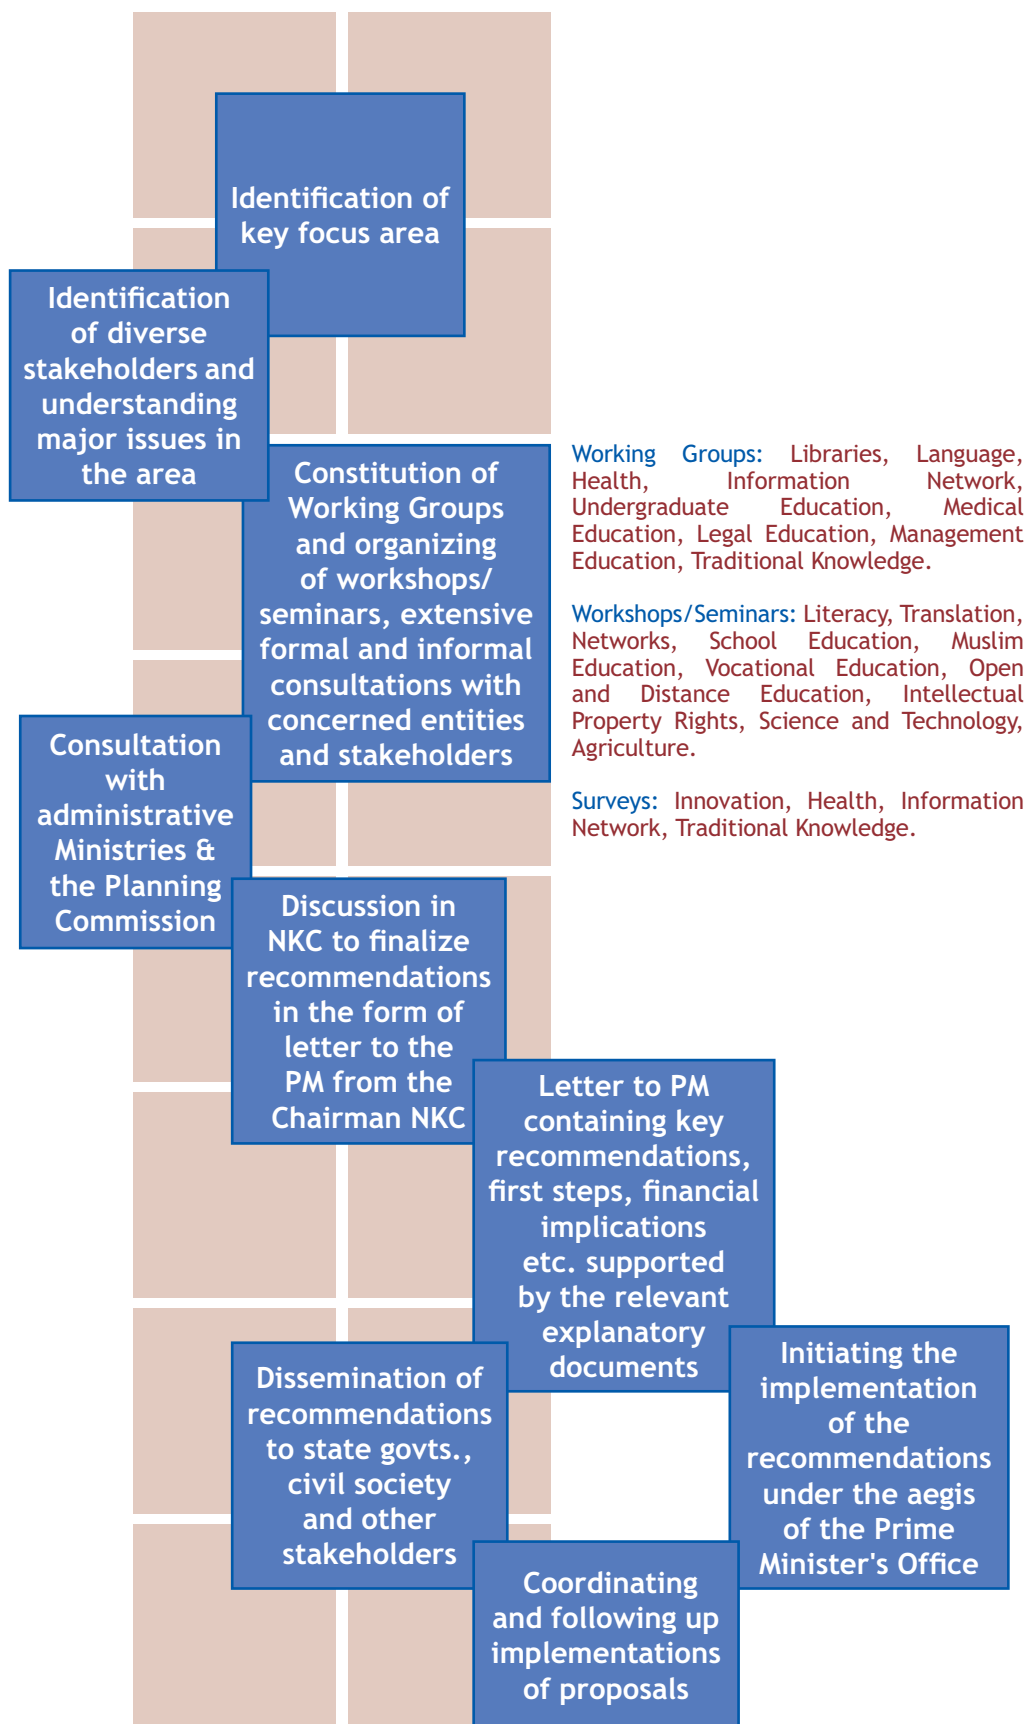 Identification of
key focus area
Identification
of diverse
stakeholders and
understanding
major issues in
the area
Constitution of
Working Groups
and organizing
of workshops/
seminars, extensive
formal and informal
consultations with
concerned entities
and stakeholders
Working Groups: Libraries, Language,
Health, Information Network,
Undergraduate Education, Medical
Education, Legal Education, Management
Education, Traditional Knowledge.
Workshops/Seminars: Literacy, Translation,
Networks, School Education, Muslim
Education, Vocational Education, Open
and Distance Education, Intellectual
Property Rights, Science and Technology,
Agriculture.
Surveys: Innovation, Health, Information
Network, Traditional Knowledge.
Consultation
with
administrative
Ministries &
the Planning
Commission
Discussion in
NKC to finalize
recommendations
in the form of
letter to the
PM from the
Chairman NKC
Letter to PM
containing key
recommendations,
first steps, financial
implications
etc. supported
by the relevant
explanatory
documents
Initiating the
implementation
of the
recommendations
under the aegis
of the Prime
Minister's Office
Dissemination of
recommendations
to state govts.,
civil society
and other
stakeholders
Coordinating
and following up
implementations
of proposals